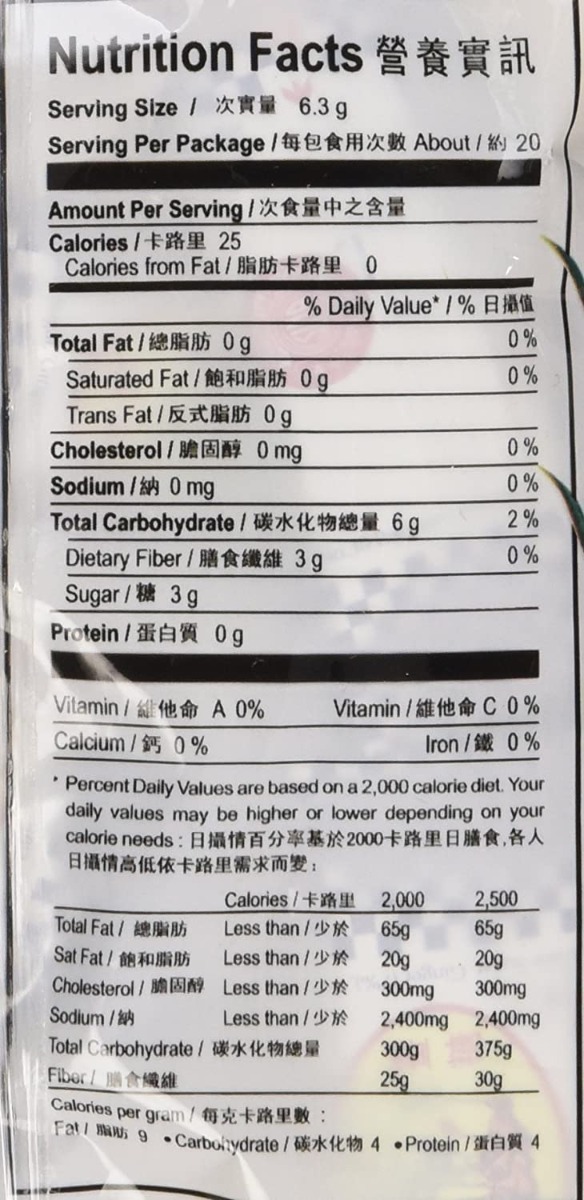 Nutrition Facts 營養實訊
Serving Size / 次實量 6.3 g
Serving Per Package / 每包食用次數 About / 約 20
Amount Per Serving / 次食量中之含量
Calories / 卡路里 25
Calories from Fat / 脂肪卡路里 0
% Daily Value* / % 日攝值
Total Fat / 總脂肪 0 g 0 %
Saturated Fat / 飽和脂肪 0 g 0 %
Trans Fat / 反式脂肪 0 g
Cholesterol / 膽固醇 0 mg 0 %
Sodium / 納 0 mg 0 %
Total Carbohydrate / 碳水化物總量 6 g 2 %
Dietary Fiber / 膳食纖維 3 g 0 %
Sugar / 糖 3 g
Protein / 蛋白質 0 g
Vitamin / 維他命 A 0% Vitamin / 維他命 C 0 %
Calcium / 鈣 0 % Iron / 鐵 0 %
* Percent Daily Values are based on a 2,000 calorie diet. Your
daily values may be higher or lower depending on your
calorie needs : 日攝情百分率基於2000卡路里日膳食,各人
日攝情高低依卡路里需求而變 :
Calories / 卡路里 2,000 2,500
Total Fat / 總脂肪 Less than / 少於 65g 65g
Sat Fat / 飽和脂肪 Less than / 少於 20g 20g
Cholesterol / 膽固醇 Less than / 少於 300mg 300mg
Sodium / 納 Less than / 少於 2,400mg 2,400mg
Total Carbohydrate / 碳水化物總量 300g 375g
Fiber / 膳食纖維 25g 30g
Calories per gram / 每克卡路里數 :
Fat / 脂肪 9 • Carbohydrate / 碳水化物 4 • Protein / 蛋白質 4